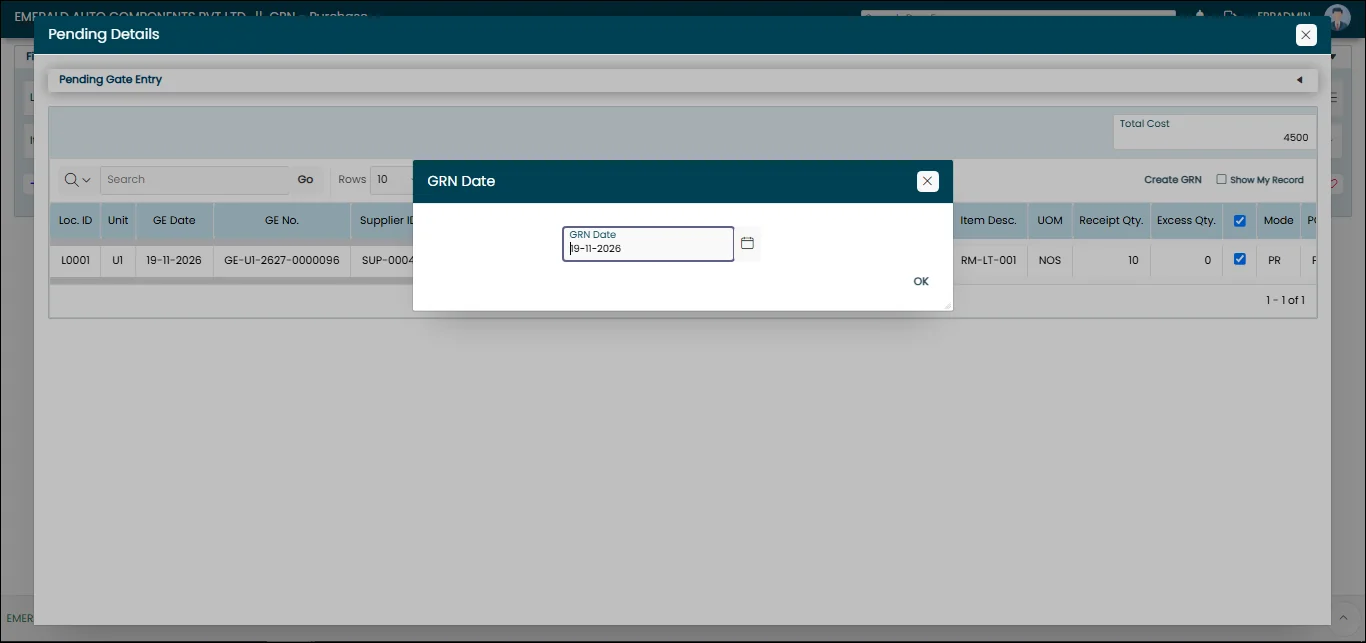 EMERALD AUTO COMPONENTS PVT LTD. || GRN - Purchase
ERPADMIN
Pending Details
Pending Gate Entry
Total Cost
4500
Search
Go
Rows
10
Create GRN
Show My Record
Loc. ID
Unit
GE Date
GE No.
Supplier ID
Item Desc.
UOM
Receipt Qty.
Excess Qty.
Mode
L0001
U1
19-11-2026
GE-U1-2627-0000096
SUP-0004
RM-LT-001
NOS
10
0
PR
1 - 1 of 1
GRN Date
GRN Date
19-11-2026
OK
EMER